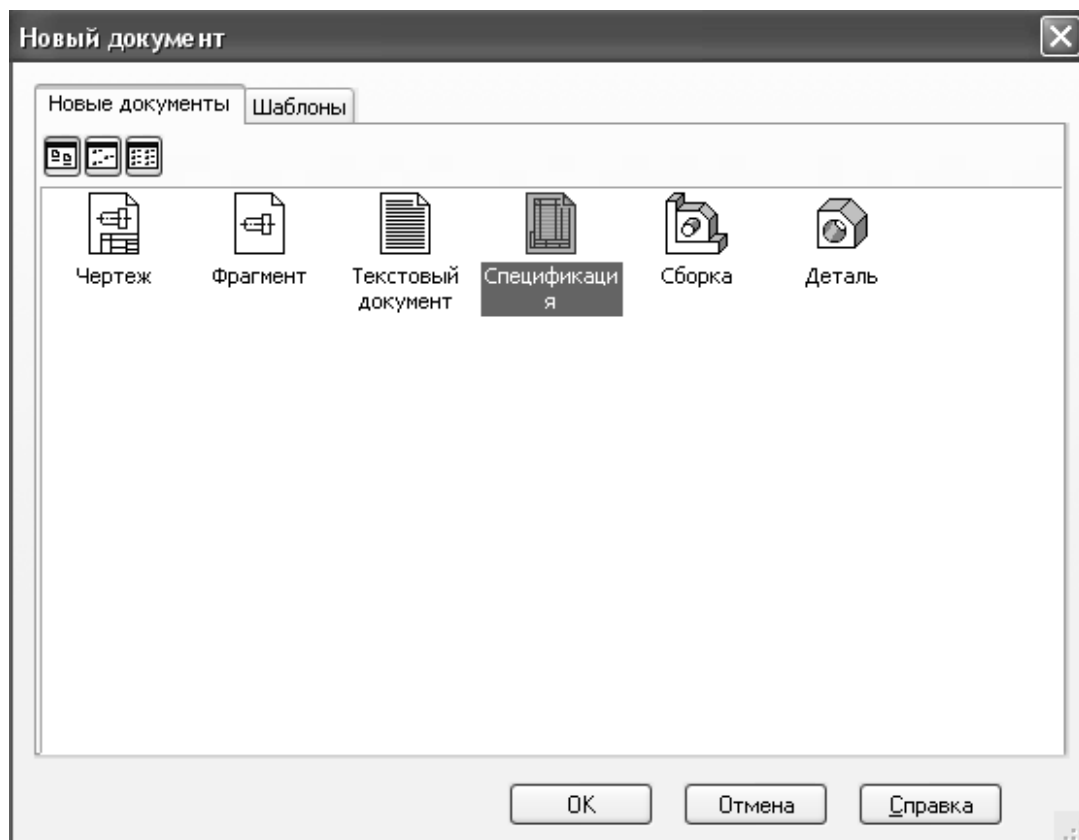 Новый документ
Новые документы
Шаблоны
Чертеж
Фрагмент
Текстовый
документ
Спецификаци
я
Сборка
Деталь
OK
Отмена
Справка